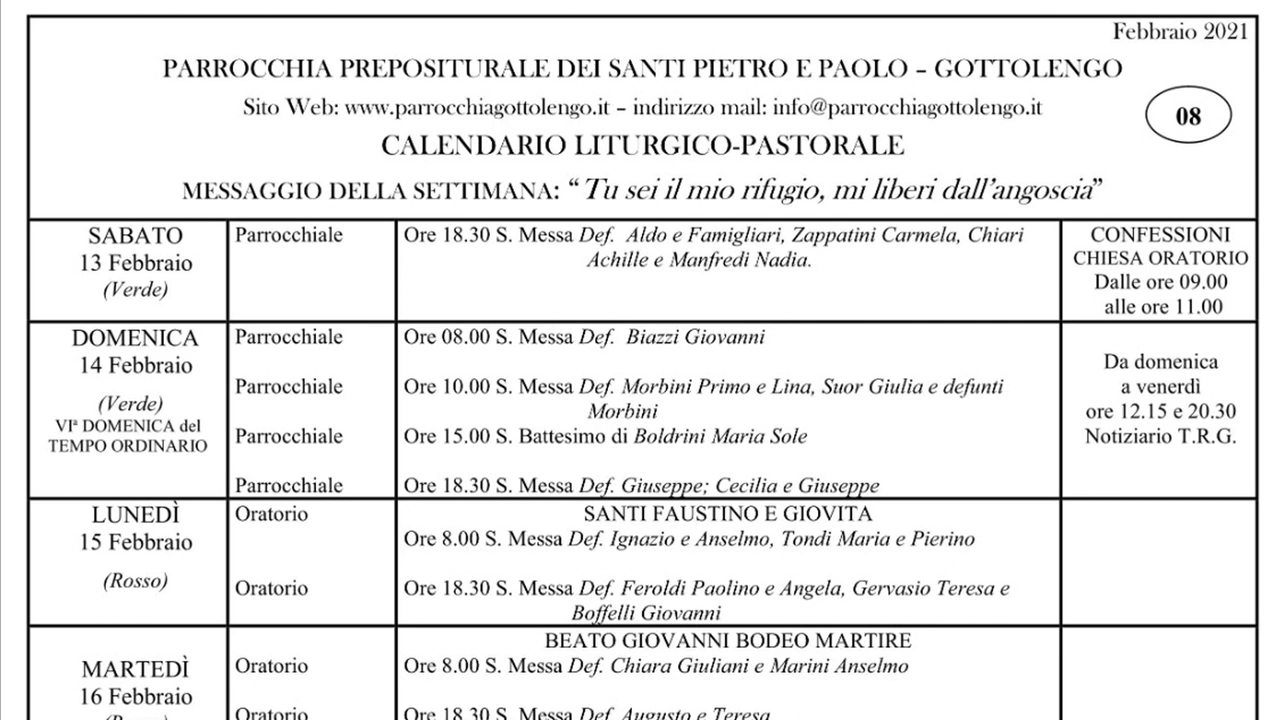 Febbraio 2021
PARROCCHIA PREPOSITURALE DEI SANTI PIETRO E PAOLO – GOTTOLENGO
Sito Web: www.parrocchiagottolengo.it – indirizzo mail: info@parrocchiagottolengo.it
08
CALENDARIO LITURGICO-PASTORALE
MESSAGGIO DELLA SETTIMANA: “Tu sei il mio rifugio, mi liberi dall’angoscia”
SABATO
13 Febbraio
(Verde)
Parrocchiale
Ore 18.30 S. Messa Def. Aldo e Famigliari, Zappatini Carmela, Chiari
Achille e Manfredi Nadia.
CONFESSIONI
CHIESA ORATORIO
Dalle ore 09.00
alle ore 11.00
DOMENICA
14 Febbraio
(Verde)
VIª DOMENICA del
TEMPO ORDINARIO
Parrocchiale
Ore 08.00 S. Messa Def. Biazzi Giovanni
Parrocchiale
Ore 10.00 S. Messa Def. Morbini Primo e Lina, Suor Giulia e defunti
Morbini
Parrocchiale
Ore 15.00 S. Battesimo di Boldrini Maria Sole
Parrocchiale
Ore 18.30 S. Messa Def. Giuseppe; Cecilia e Giuseppe
Da domenica
a venerdì
ore 12.15 e 20.30
Notiziario T.R.G.
LUNEDÌ
15 Febbraio
(Rosso)
Oratorio
SANTI FAUSTINO E GIOVITA
Ore 8.00 S. Messa Def. Ignazio e Anselmo, Tondi Maria e Pierino
Oratorio
Ore 18.30 S. Messa Def. Feroldi Paolino e Angela, Gervasio Teresa e
Boffelli Giovanni
MARTEDÌ
16 Febbraio
BEATO GIOVANNI BODEO MARTIRE
Oratorio
Ore 8.00 S. Messa Def. Chiara Giuliani e Marini Anselmo
Oratorio
Ore 18.30 S. Messa Def. Augusto e Teresa